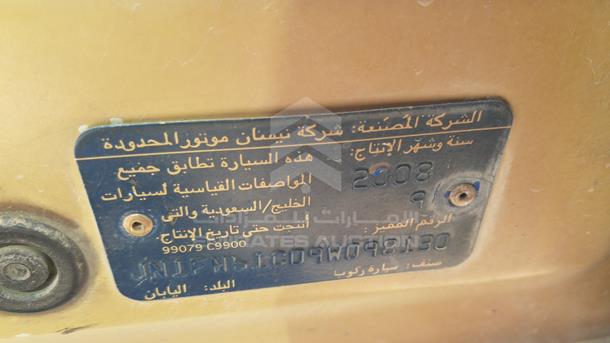 الشركة المصنعة: شركة نيسان موتور المحدودة
سنة وشهر الإنتاج:
2008
9/
هذه السيارة تطابق جميع
المواصفات القياسية لسيارات
الخليج/السعودية والتي
أنتجت حتى تاريخ الإنتاج.
99079 C9900
الرقم المميز:
صنف: سيارة ركوب
البلد: اليابان